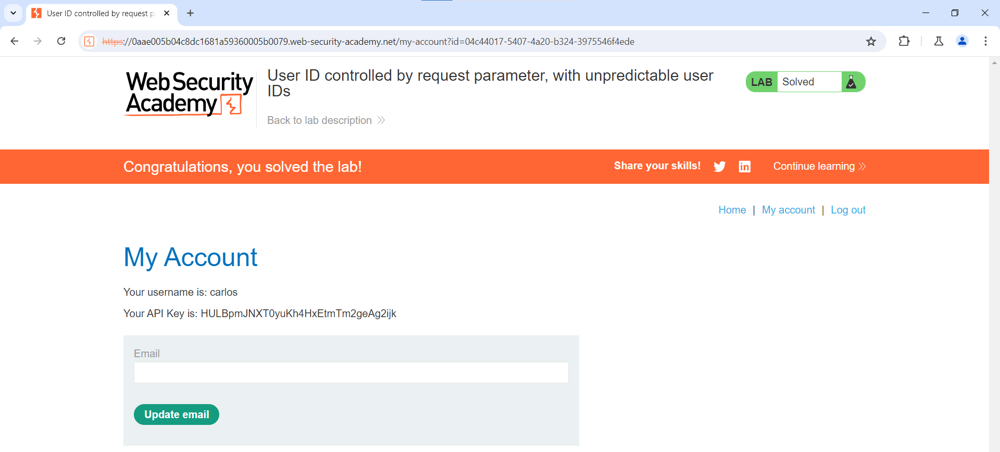 User ID controlled by request p
https://0aae005b04c8dc1681a59360005b0079.web-security-academy.net/my-account?id=04c44017-5407-4a20-b324-3975546f4ede
Web Security
Academy
User ID controlled by request parameter, with unpredictable user
IDs
Back to lab description
LAB Solved
Congratulations, you solved the lab!
Share your skills!
Continue learning
Home | My account | Log out
My Account
Your username is: carlos
Your API Key is: HULBpmJNXT0yuKh4HxEtmTm2geAg2ijk
Email
Update email